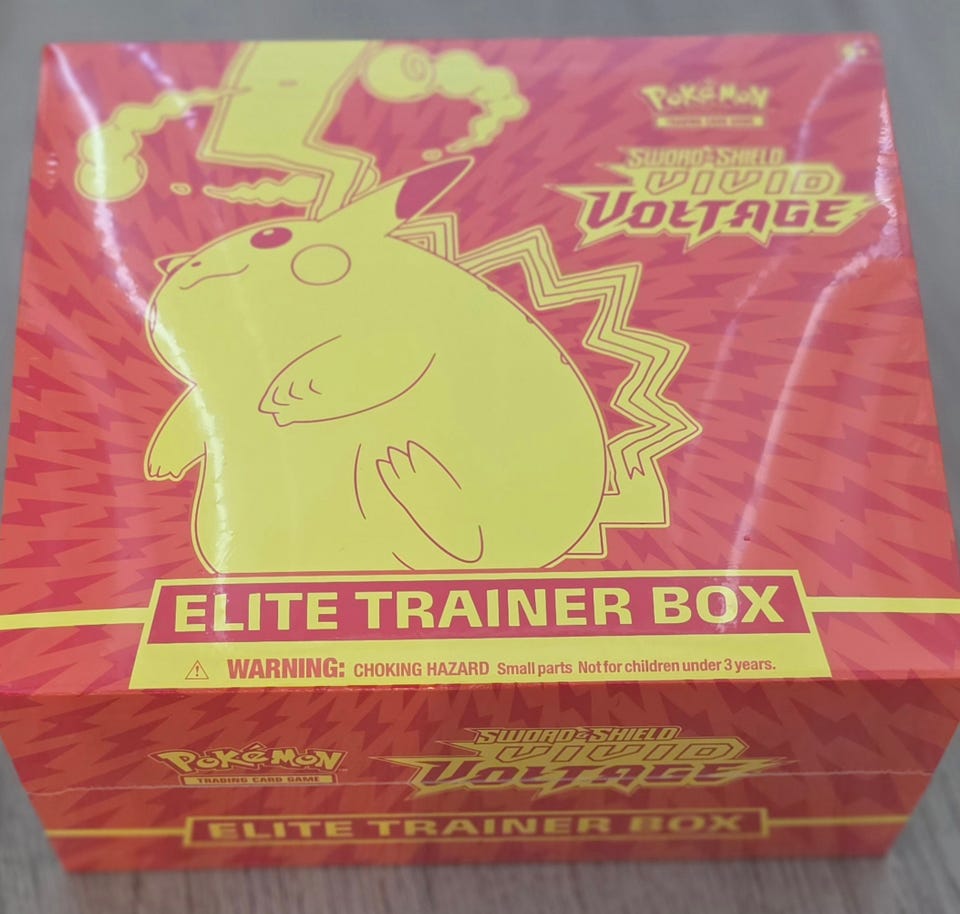 Pokémon
TRADING CARD GAME
SWORD & SHIELD
VIVID
VOLTAGE
ELITE TRAINER BOX
WARNING: CHOKING HAZARD Small parts Not for children under 3 years.
Pokémon
TRADING CARD GAME
SWORD & SHIELD
VIVID
VOLTAGE
ELITE TRAINER BOX